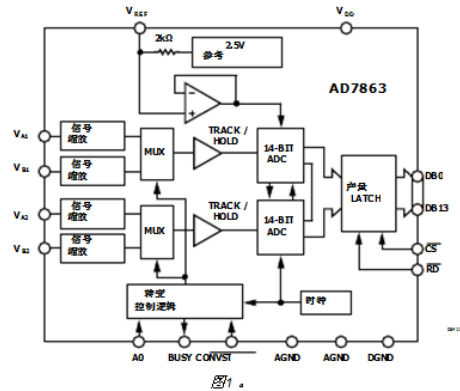 VREF
VDD
2kΩ
2.5V
参考
AD7863
VA1
信号
缩放
MUX
TRACK /
HOLD
14-BIT
ADC
VB1
信号
缩放
产量
LATCH
DB0
DB13
VA2
信号
缩放
MUX
TRACK /
HOLD
14-BIT
ADC
VB2
信号
缩放
CS
RD
转变
控制逻辑
时钟
A0
BUSY
CONVST
AGND
AGND
DGND
图1。